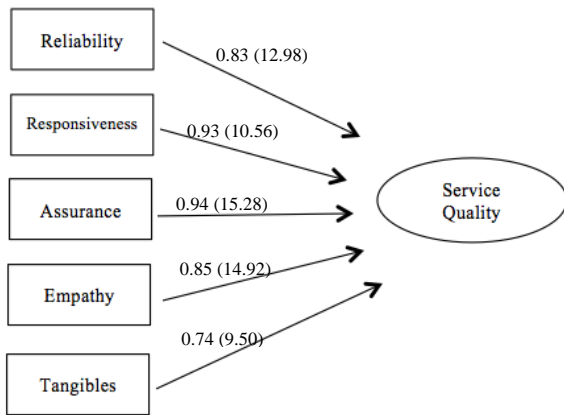 Reliability
0.83 (12.98)
Responsiveness
0.93 (10.56)
Assurance
0.94 (15.28)
Service
Quality
Empathy
0.85 (14.92)
0.74 (9.50)
Tangibles